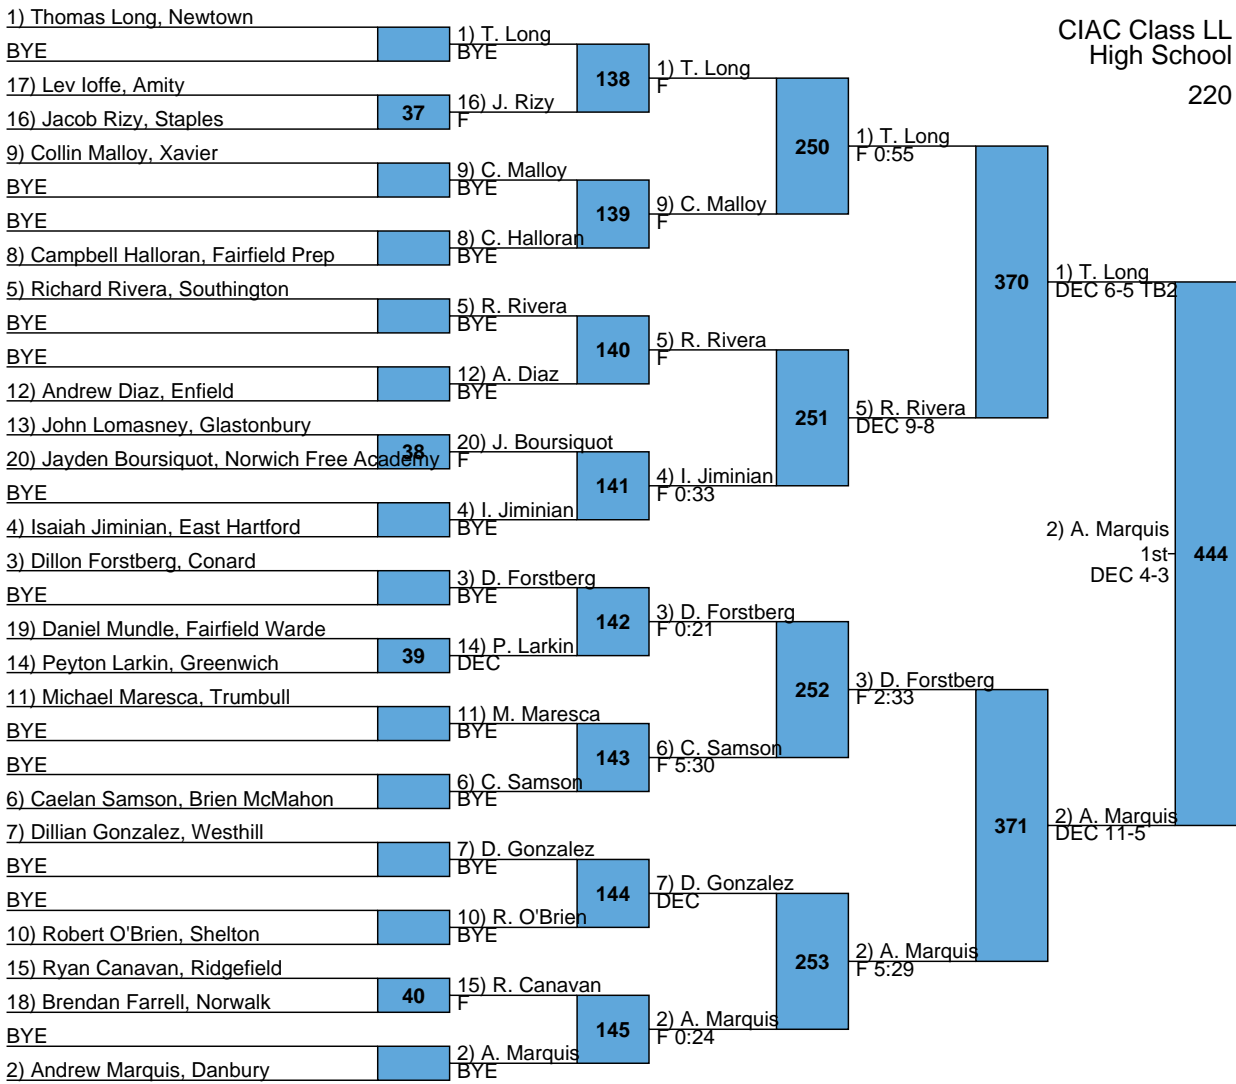 CIAC Class LL
High School
220
1) Thomas Long, Newtown
BYE
17) Lev Ioffe, Amity
16) Jacob Rizy, Staples
9) Collin Malloy, Xavier
BYE
BYE
8) Campbell Halloran, Fairfield Prep
5) Richard Rivera, Southington
BYE
BYE
12) Andrew Diaz, Enfield
13) John Lomasney, Glastonbury
20) Jayden Boursiquot, Norwich Free Academy
BYE
4) Isaiah Jiminian, East Hartford
3) Dillon Forstberg, Conard
BYE
19) Daniel Mundle, Fairfield Warde
14) Peyton Larkin, Greenwich
11) Michael Maresca, Trumbull
BYE
BYE
6) Caelan Samson, Brien McMahon
7) Dillian Gonzalez, Westhill
BYE
BYE
10) Robert O'Brien, Shelton
15) Ryan Canavan, Ridgefield
18) Brendan Farrell, Norwalk
BYE
2) Andrew Marquis, Danbury
37
38
39
40
1) T. Long
BYE
16) J. Rizy
F
9) C. Malloy
BYE
8) C. Halloran
BYE
5) R. Rivera
BYE
12) A. Diaz
BYE
20) J. Boursiquot
F
4) I. Jiminian
BYE
3) D. Forstberg
BYE
14) P. Larkin
DEC
11) M. Maresca
BYE
6) C. Samson
BYE
7) D. Gonzalez
BYE
10) R. O'Brien
BYE
15) R. Canavan
F
2) A. Marquis
BYE
138
139
140
141
142
143
144
145
1) T. Long
F
9) C. Malloy
F
5) R. Rivera
F
4) I. Jiminian
F 0:33
3) D. Forstberg
F 0:21
6) C. Samson
F 5:30
7) D. Gonzalez
DEC
2) A. Marquis
F 0:24
250
251
252
253
1) T. Long
F 0:55
5) R. Rivera
DEC 9-8
3) D. Forstberg
F 2:33
2) A. Marquis
F 5:29
370
371
1) T. Long
DEC 6-5 TB2
2) A. Marquis
DEC 11-5
444
2) A. Marquis
1st
DEC 4-3